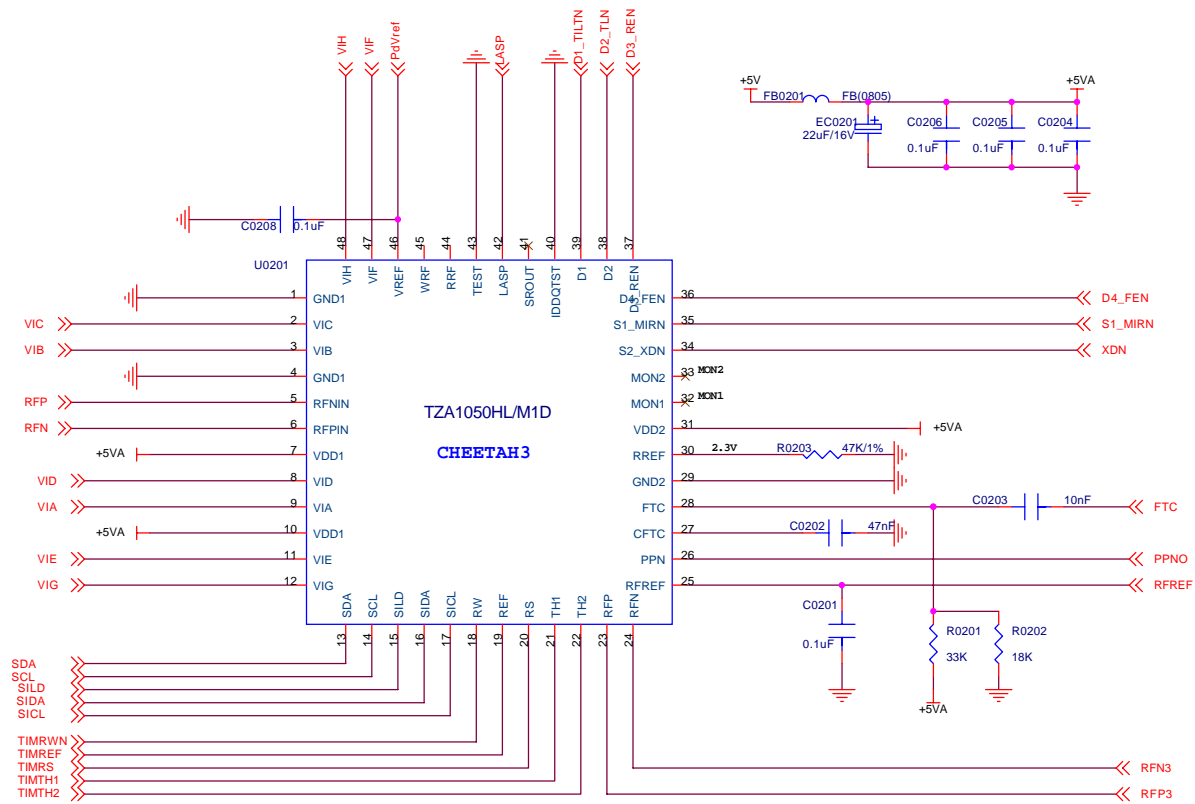 VIH
VIF
PdVref
LASP
D1_TILTN
D2_TLN
D3_REN
+5V
FB0201
FB(0805)
+5VA
EC0201
22uF/16V
C0206
0.1uF
C0205
0.1uF
C0204
0.1uF
C0208
0.1uF
U0201
48
47
46
45
44
43
42
41
40
39
38
37
VIH
VIF
VREF
WRF
RRF
TEST
LASP
SROUT
IDDQTST
D1
D2
D3_REN
1 GND1
VIC 2 VIC
VIB 3 VIB
4 GND1
RFP 5 RFNIN
RFN 6 RFPIN
+5VA 7 VDD1
VID 8 VID
VIA 9 VIA
+5VA 10 VDD1
VIE 11 VIE
VIG 12 VIG
TZA1050HL/M1D
CHEETAH3
D4_FEN 36 D4_FEN
S1_MIRN 35 S1_MIRN
S2_XDN 34 XDN
MON2 33 MON2
MON1 32 MON1
VDD2 31 +5VA
RREF 30 2.3V R0203 47K/1%
GND2 29
FTC 28 C0203 10nF FTC
CFTC 27 C0202 47nF
PPN 26 PPNO
RFREF 25 RFREF
SDA
SCL
SILD
SIDA
SICL
RW
REF
RS
TH1
TH2
RFP
RFN
13
14
15
16
17
18
19
20
21
22
23
24
C0201
0.1uF
R0201
33K
R0202
18K
+5VA
SDA
SCL
SILD
SIDA
SICL
TIMRWN
TIMREF
TIMRS
TIMTH1
TIMTH2
RFN3
RFP3